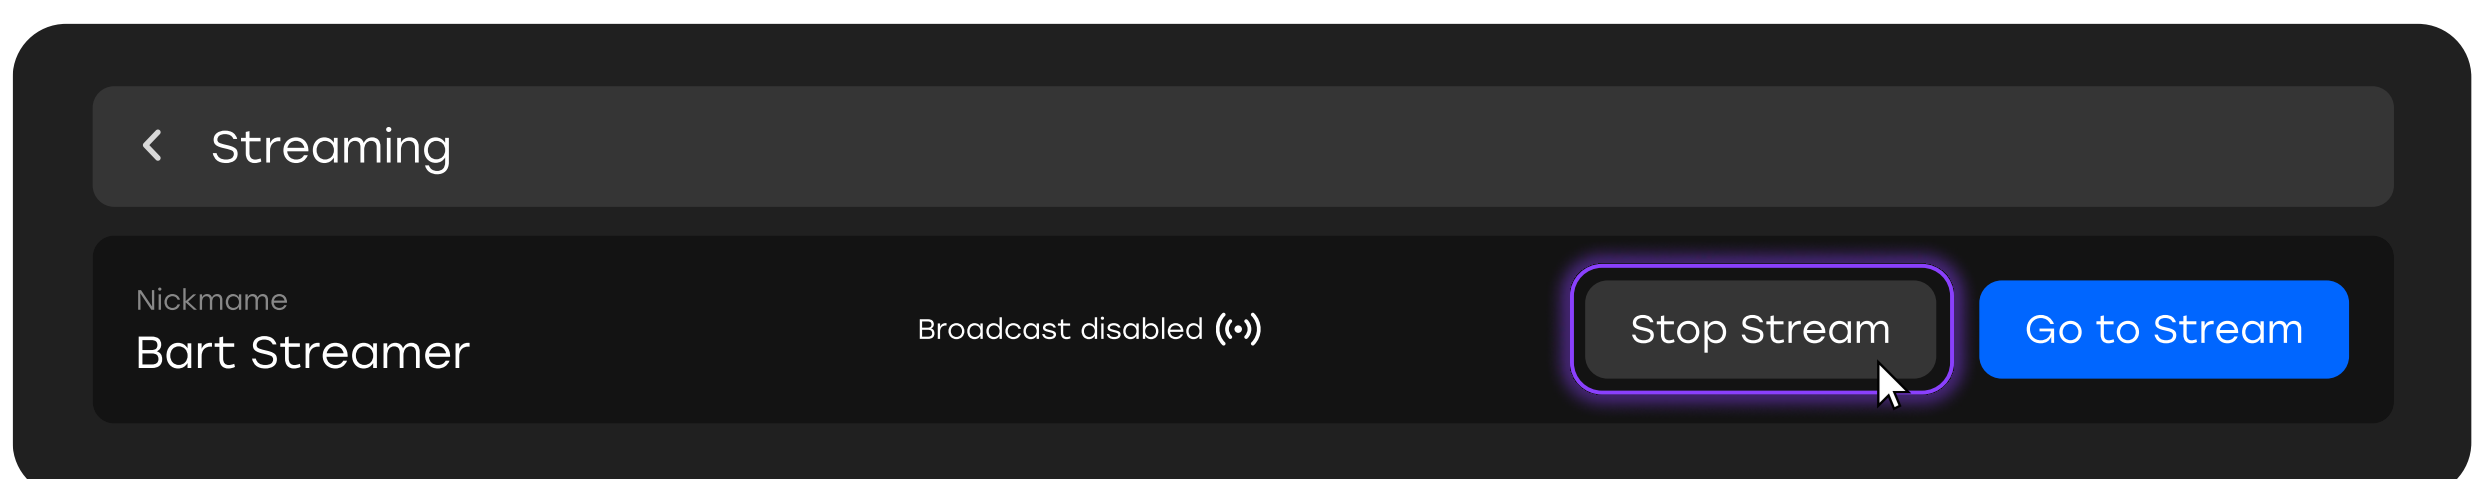 Streaming
Nickmame
Bart Streamer
Broadcast disabled
Stop Stream
Go to Stream